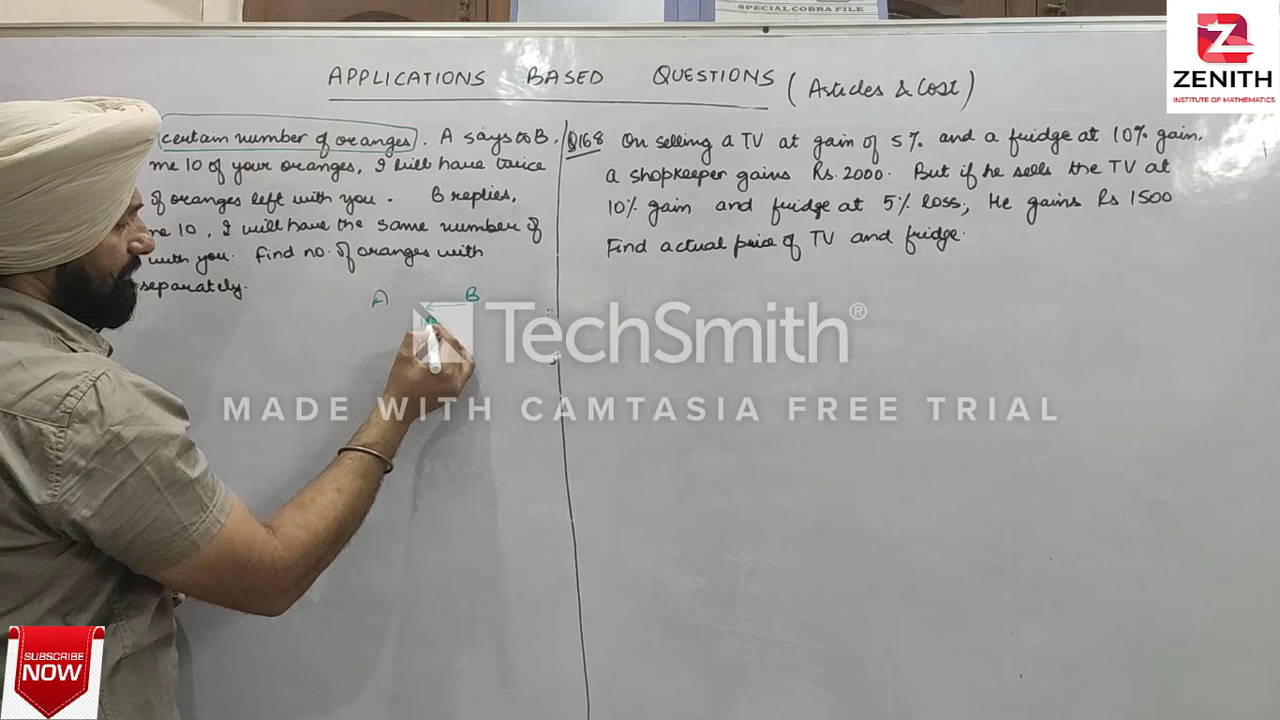 SPECIAL COBRA FILE
Z
ZENITH
INSTITUTE OF MATHEMATICS
APPLICATIONS BASED QUESTIONS (Articles & Cost)
certain number of oranges. A says to B,
me 10 of your oranges, I will have twice
of oranges left with you. B replies,
me 10, I will have the same number of
with you. Find no. of oranges with
separately.
A B
Q168 On selling a TV at gain of 5% and a fridge at 10% gain,
a shopkeeper gains Rs. 2000. But if he sells the TV at
10% gain and fridge at 5% loss, He gains Rs 1500
Find actual price of TV and fridge.
TechSmith®
MADE WITH CAMTASIA FREE TRIAL
SUBSCRIBE
NOW